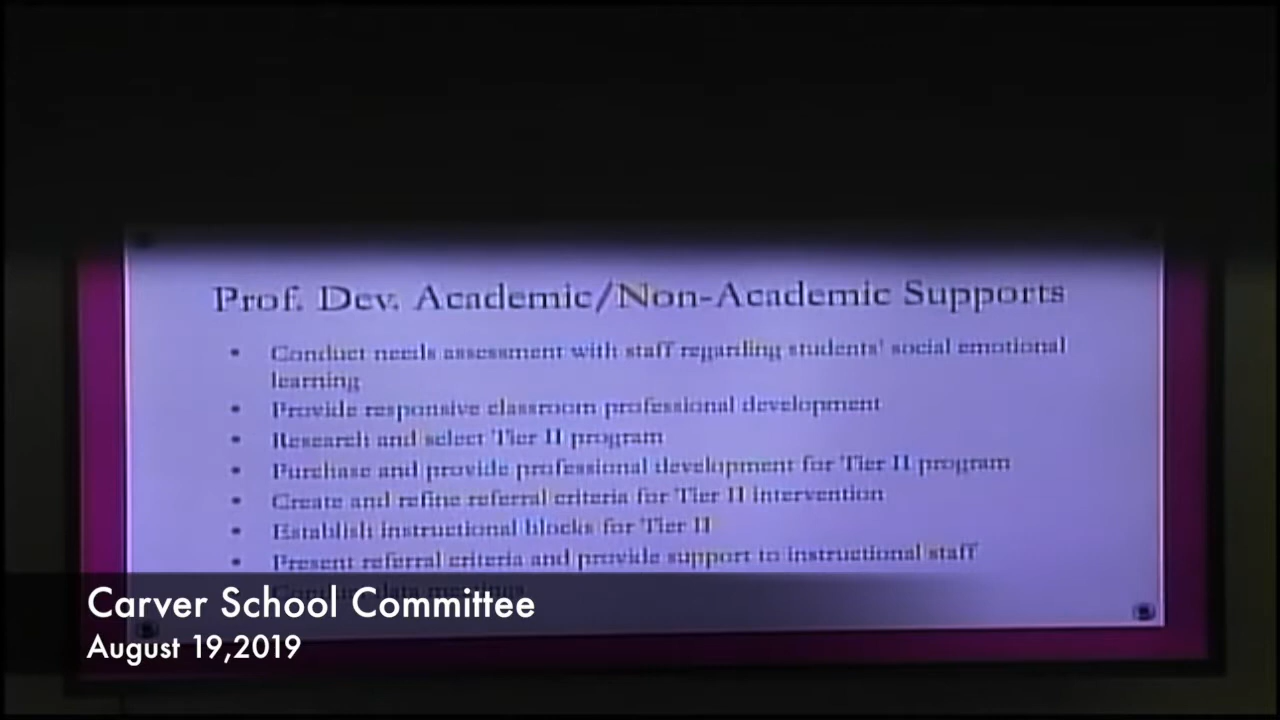 Prof. Dev. Academic/Non-Academic Supports
• Conduct needs assessment with staff regarding students' social emotional
learning
• Provide responsive classroom professional development
• Research and select Tier II program
• Purchase and provide professional development for Tier II program
• Create and refine referral criteria for Tier II intervention
• Establish instructional blocks for Tier II
• Present referral criteria and provide support to instructional staff
Conduct data meetings
Carver School Committee
August 19,2019